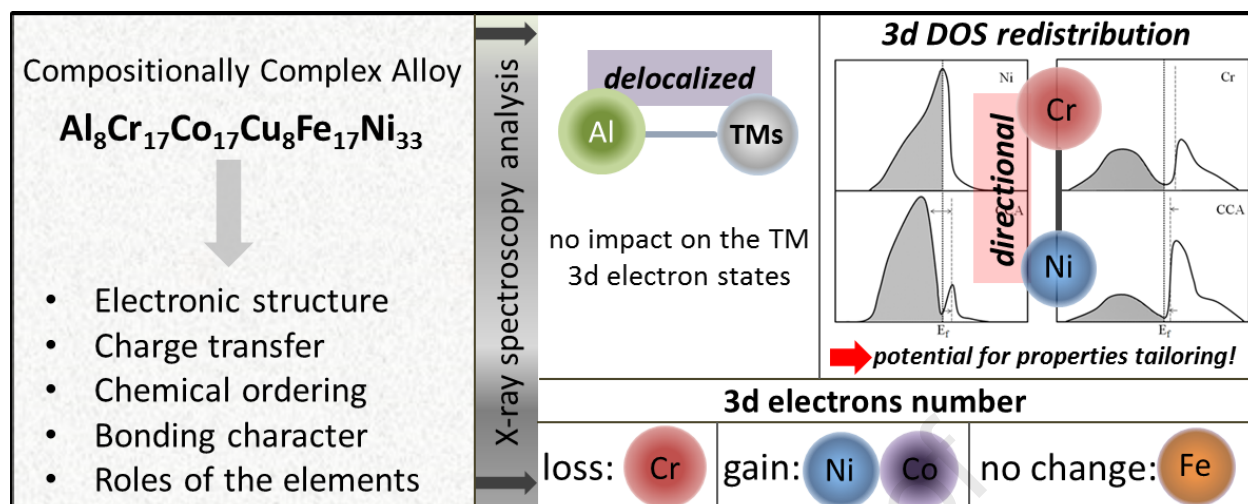 Compositionally Complex Alloy
Al₈Cr₁₇Co₁₇Cu₈Fe₁₇Ni₃₃
• Electronic structure
• Charge transfer
• Chemical ordering
• Bonding character
• Roles of the elements
X-ray spectroscopy analysis
delocalized
Al
TMs
no impact on the TM
3d electron states
3d DOS redistribution
Ni
Cr
Cr
directional
CCA
Ni
E_f
E_f
potential for properties tailoring!
3d electrons number
loss: Cr
gain: Ni Co
no change: Fe